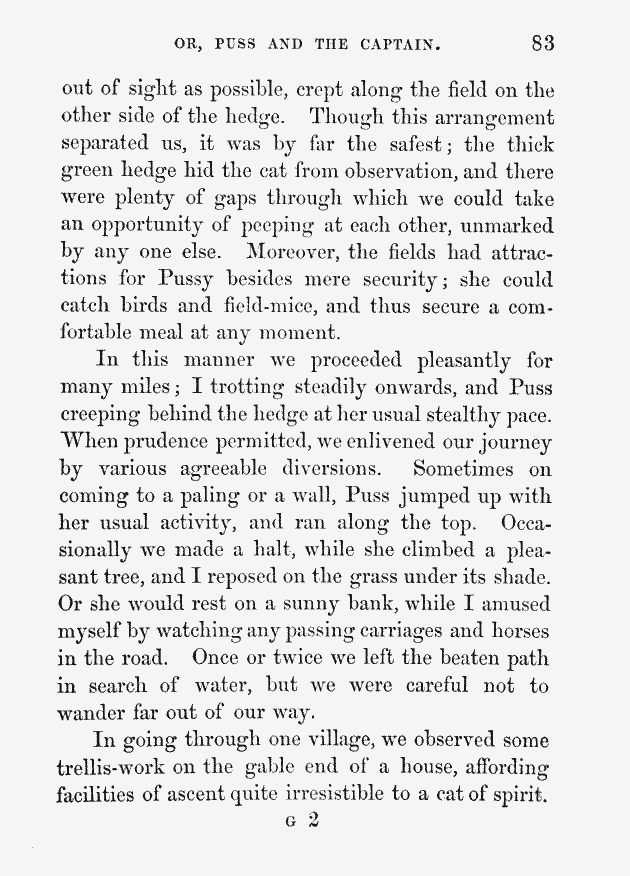 OR, PUSS AND THE CAPTAIN. 83
out of sight as possible, crept along the field on the
other side of the hedge. Though this arrangement
separated us, it was by far the safest; the thick
green hedge hid the cat from observation, and there
were plenty of gaps through which we could take
an opportunity of peeping at each other, unmarked
by any one else. Moreover, the fields had attrac-
tions for Pussy besides mere security; she could
catch birds and field-mice, and thus secure a com-
fortable meal at any moment.
In this manner we proceeded pleasantly for
many miles; I trotting steadily onwards, and Puss
creeping behind the hedge at her usual stealthy pace.
When prudence permitted, we enlivened our journey
by various agreeable diversions. Sometimes on
coming to a paling or a wall, Puss jumped up with
her usual activity, and ran along the top. Occa-
sionally we made a halt, while she climbed a plea-
sant tree, and I reposed on the grass under its shade.
Or she would rest on a sunny bank, while I amused
myself by watching any passing carriages and horses
in the road. Once or twice we left the beaten path
in search of water, but we were careful not to
wander far out of our way.
In going through one village, we observed some
trellis-work on the gable end of a house, affording
facilities of ascent quite irresistible to a cat of spirit.
G 2